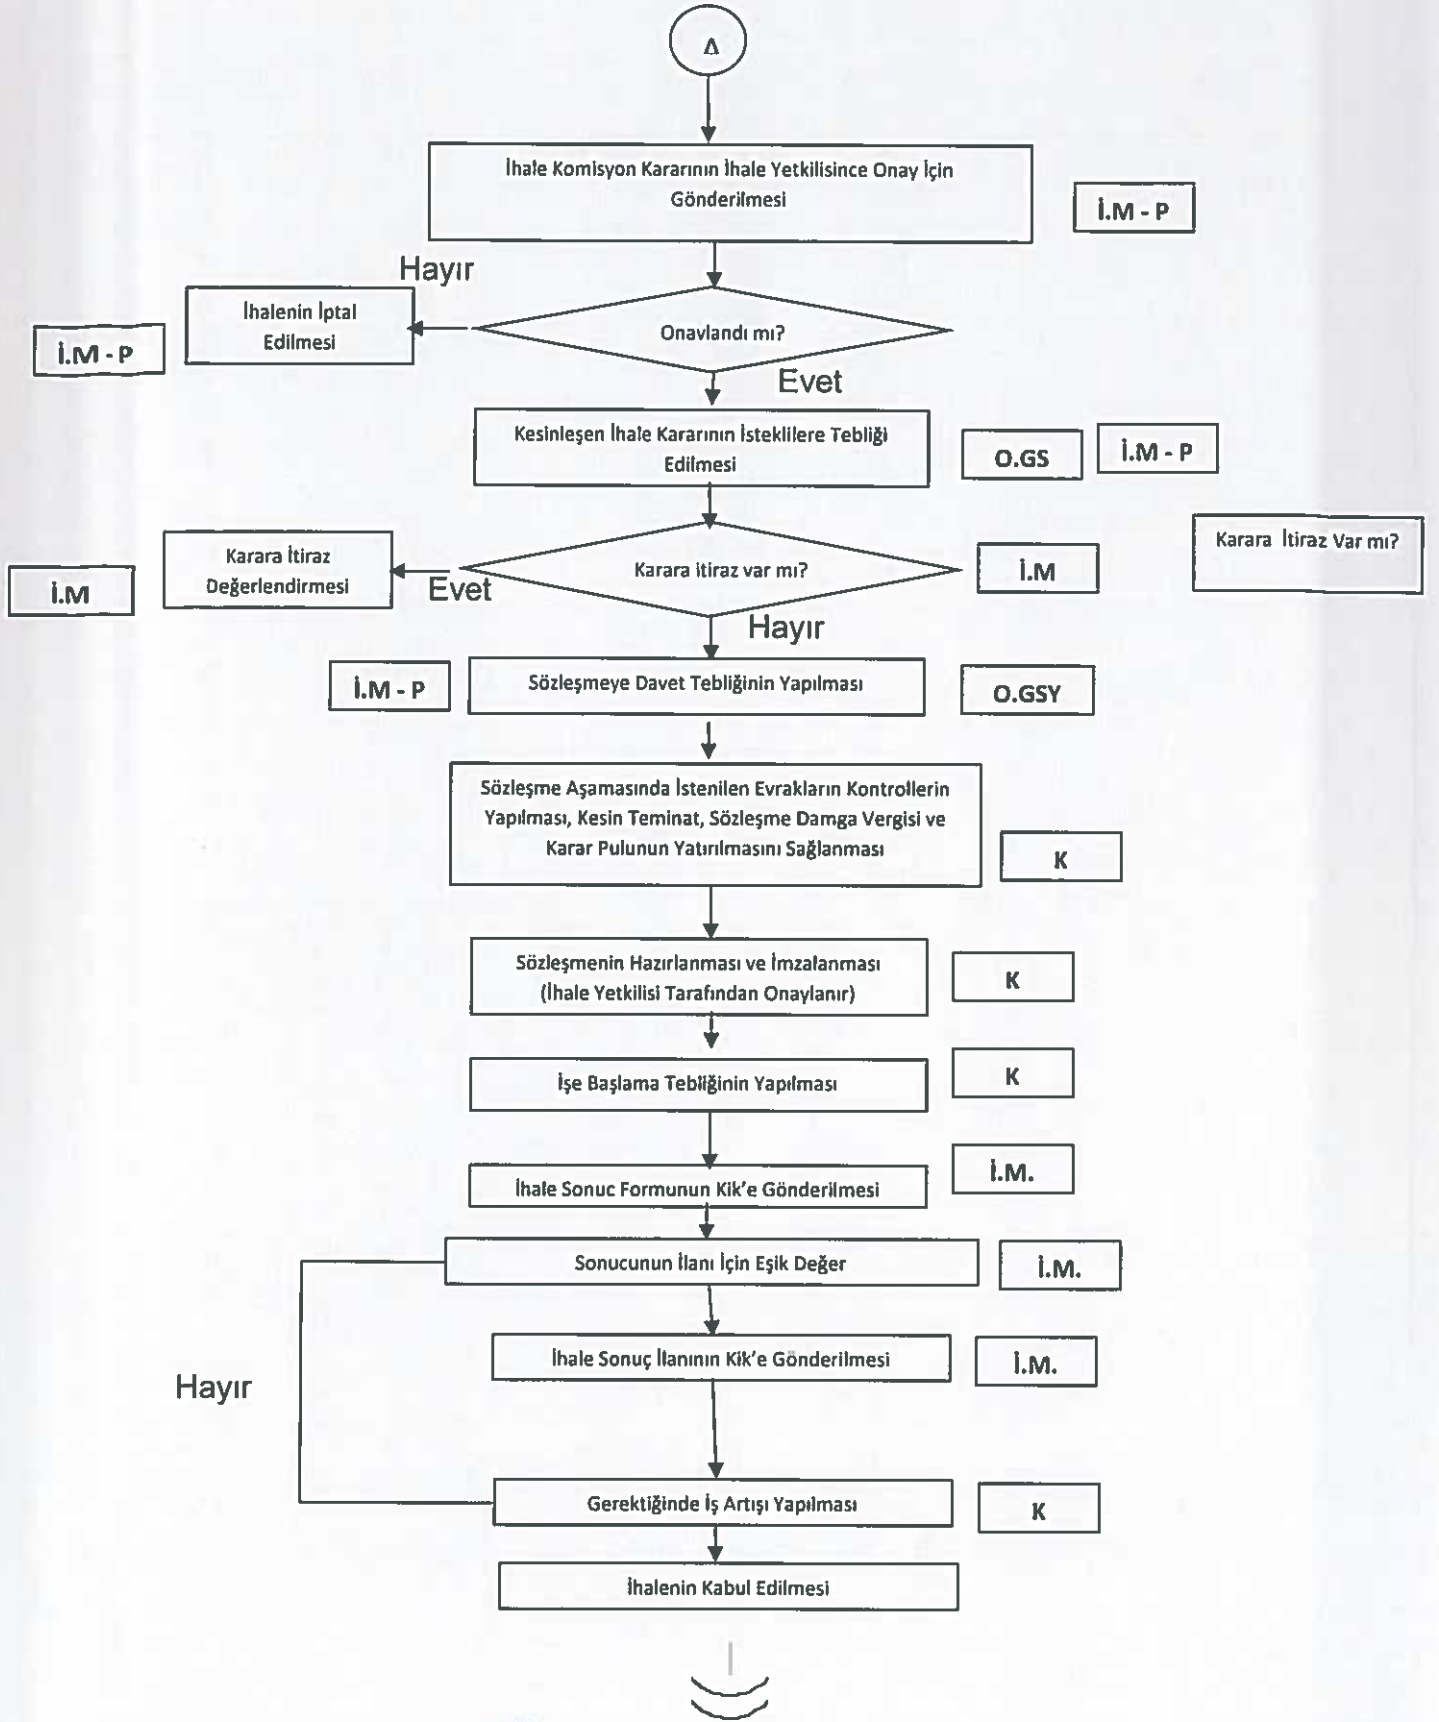 A
İhale Komisyon Kararının İhale Yetkilisince Onay İçin
Gönderilmesi
İ.M - P
Hayır
İhalenin İptal
Edilmesi
İ.M - P
Onavlandı mı?
Evet
Kesinleşen İhale Kararının İsteklilere Tebliği
Edilmesi
O.GS
İ.M - P
Karara İtiraz Var mı?
Karara İtiraz
Değerlendirmesi
İ.M
Evet
Karara itiraz var mı?
İ.M
Hayır
İ.M - P
Sözleşmeye Davet Tebliğinin Yapılması
O.GSY
Sözleşme Aşamasında İstenilen Evrakların Kontrollerin
Yapılması, Kesin Teminat, Sözleşme Damga Vergisi ve
Karar Pulunun Yatırılmasını Sağlanması
K
Sözleşmenin Hazırlanması ve İmzalanması
(İhale Yetkilisi Tarafından Onaylanır)
K
İşe Başlama Tebliğinin Yapılması
K
İ.M.
İhale Sonuc Formunun Kik'e Gönderilmesi
Sonucunun İlanı İçin Eşik Değer
İ.M.
İhale Sonuç İlanının Kik'e Gönderilmesi
İ.M.
Hayır
Gerektiğinde İş Artışı Yapılması
K
İhalenin Kabul Edilmesi